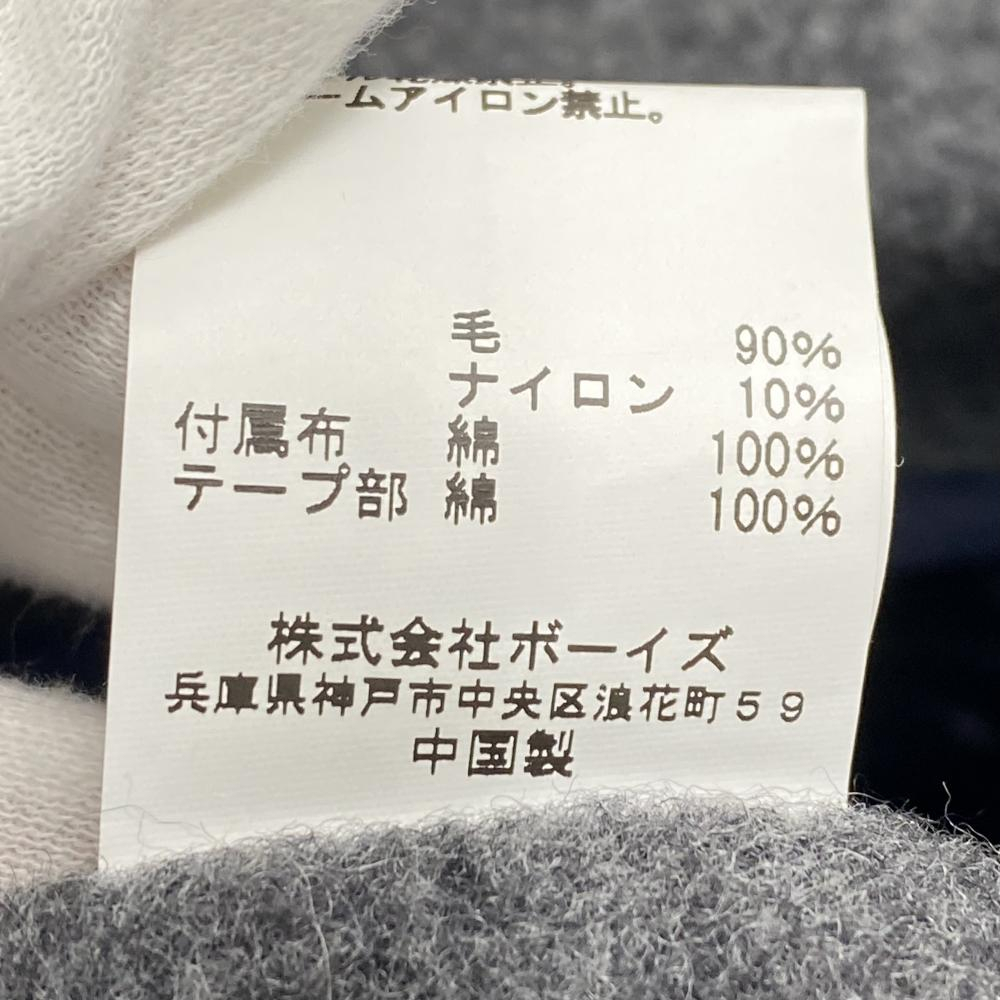 ームアイロン禁止。
毛 90%
ナイロン 10%
付属布 綿 100%
テープ部 綿 100%
株式会社ボーイズ
兵庫県神戸市中央区浪花町59
中国製